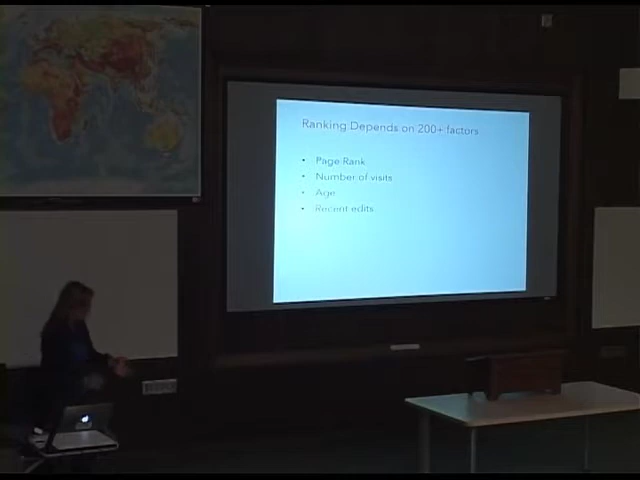 Ranking Depends on 200+ factors
• Page Rank
• Number of visits
• Age
• Recent edits